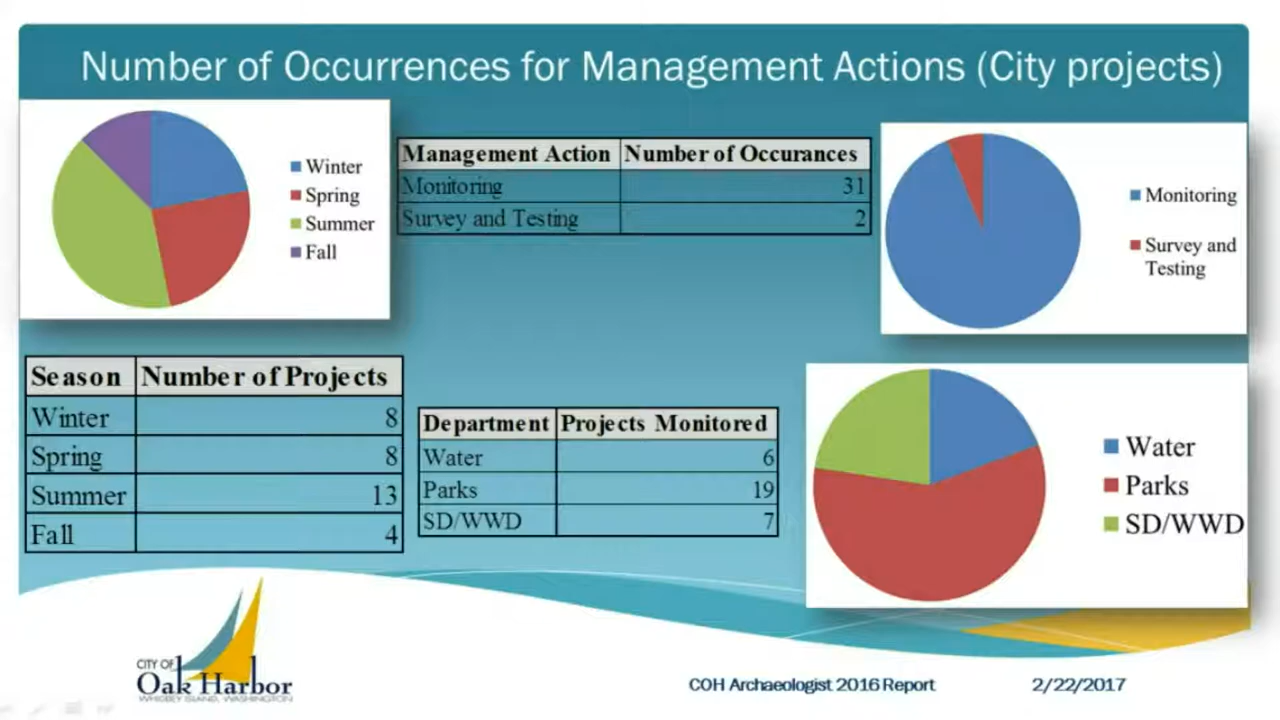 Number of Occurrences for Management Actions (City projects)
Winter
Spring
Summer
Fall
Management Action Number of Occurances
Monitoring 31
Survey and Testing 2
Monitoring
Survey and
Testing
Season Number of Projects
Winter 8
Spring 8
Summer 13
Fall 4
Department Projects Monitored
Water 6
Parks 19
SD/WWD 7
Water
Parks
SD/WWD
CITY OF
Oak Harbor
WHIDBEY ISLAND, WASHINGTON
COH Archaeologist 2016 Report 2/22/2017